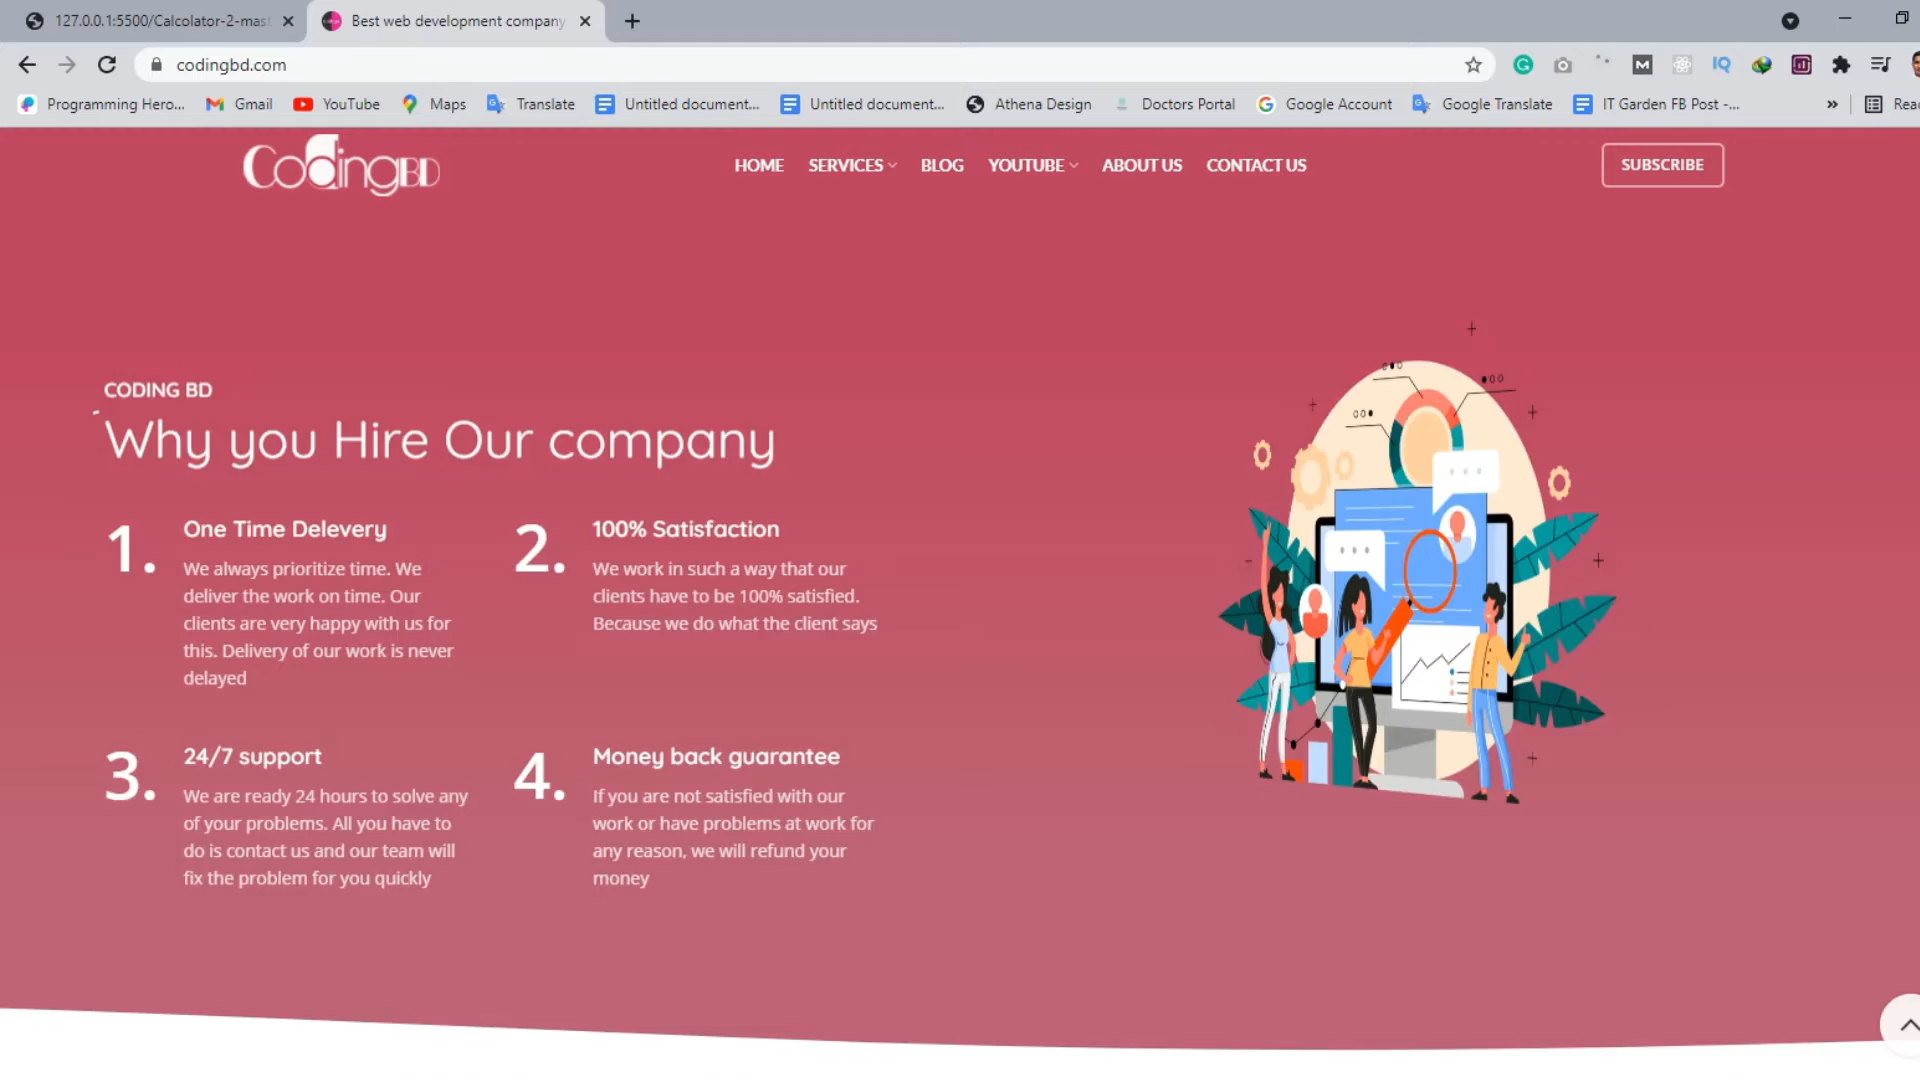 127.0.0.1:5500/Calcolator-2-mast
Best web development company
codingbd.com
Programming Hero...
Gmail
YouTube
Maps
Translate
Untitled document...
Untitled document...
Athena Design
Doctors Portal
Google Account
Google Translate
IT Garden FB Post -...
»
CodingBD
HOME
SERVICES
BLOG
YOUTUBE
ABOUT US
CONTACT US
SUBSCRIBE
CODING BD
Why you Hire Our company
1.
One Time Delevery
We always prioritize time. We
deliver the work on time. Our
clients are very happy with us for
this. Delivery of our work is never
delayed
2.
100% Satisfaction
We work in such a way that our
clients have to be 100% satisfied.
Because we do what the client says
3.
24/7 support
We are ready 24 hours to solve any
of your problems. All you have to
do is contact us and our team will
fix the problem for you quickly
4.
Money back guarantee
If you are not satisfied with our
work or have problems at work for
any reason, we will refund your
money